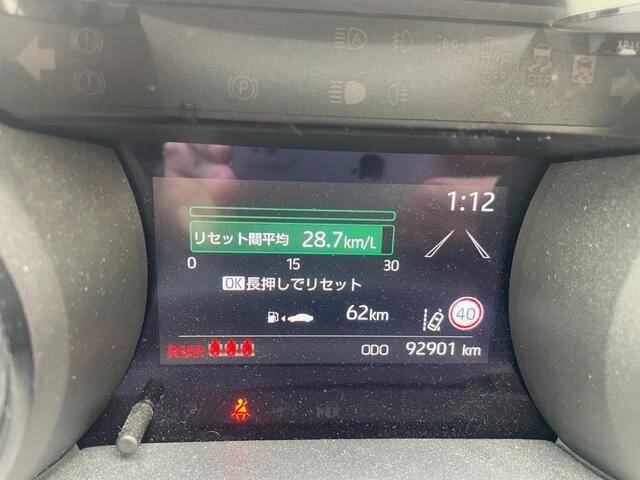 1:12
リセット間平均 28.7km/L
0 15 30
OK長押しでリセット
62km
40
REAR ODO 92901 km